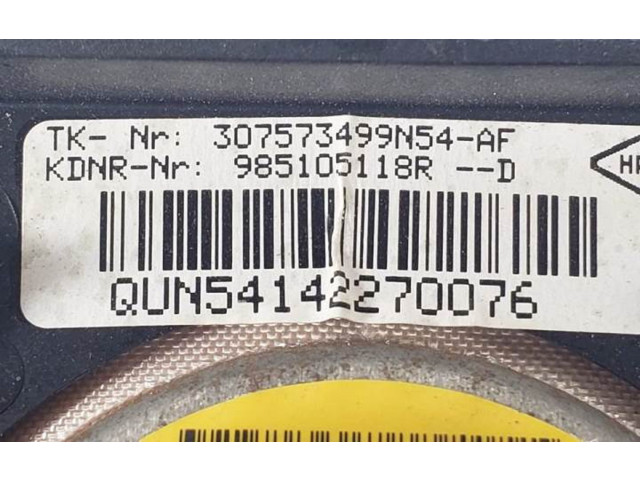 TK- Nr: 307573499N54-AF
KDNR-Nr: 985105118R --D
QUN54142270076